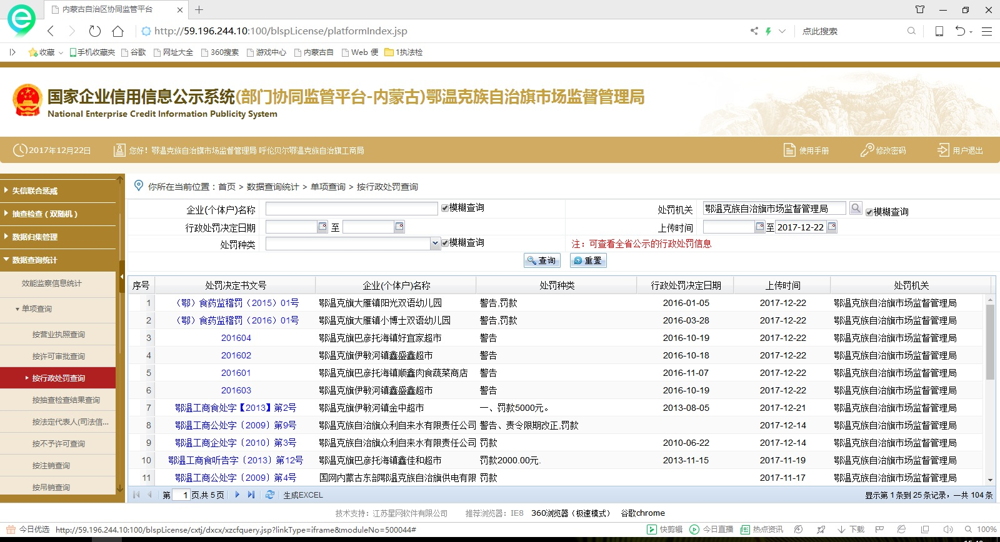 内蒙古自治区协同监管平台
http://59.196.244.10:100/blspLicense/platformIndex.jsp
点此搜索
收藏 手机收藏夹 谷歌 网址大全 360搜索 游戏中心 内蒙古自 Web 便 1执法检
国家企业信用信息公示系统(部门协同监管平台-内蒙古)鄂温克族自治旗市场监督管理局
National Enterprise Credit Information Publicity System
2017年12月22日 您好！鄂温克族自治旗市场监督管理局 呼伦贝尔鄂温克族自治旗工商局 使用手册 修改密码 用户退出
失信联合惩戒
抽查检查（双随机）
数据归集管理
数据查询统计
效能监察信息统计
单项查询
按营业执照查询
按许可审批查询
按行政处罚查询
按抽查检查结果查询
按法定代表人(司法信...
按不予许可查询
按注销查询
按吊销查询
你所在当前位置：首页 > 数据查询统计 > 单项查询 > 按行政处罚查询
企业(个体户)名称 模糊查询 处罚机关 鄂温克族自治旗市场监督管理局 模糊查询
行政处罚决定日期 至 上传时间 至 2017-12-22
处罚种类 模糊查询 注：可查看全省公示的行政处罚信息
查询 重置
序号 处罚决定书文号 企业(个体户)名称 处罚种类 行政处罚决定日期 上传时间 处罚机关
1 （鄂）食药监稽罚（2015）01号 鄂温克旗大雁镇阳光双语幼儿园 警告,罚款 2016-01-05 2017-12-22 鄂温克族自治旗市场监督管理局
2 （鄂）食药监稽罚（2016）01号 鄂温克旗大雁镇小博士双语幼儿园 警告,罚款 2016-03-28 2017-12-22 鄂温克族自治旗市场监督管理局
3 201604 鄂温克旗巴彦托海镇好宜家超市 警告 2016-10-19 2017-12-22 鄂温克族自治旗市场监督管理局
4 201602 鄂温克旗伊敏河镇鑫盛鑫超市 警告 2016-10-18 2017-12-22 鄂温克族自治旗市场监督管理局
5 201601 鄂温克旗巴彦托海镇顺鑫肉食蔬菜商店 警告 2016-11-07 2017-12-22 鄂温克族自治旗市场监督管理局
6 201603 鄂温克旗伊敏河镇鑫盛鑫超市 警告 2016-10-19 2017-12-22 鄂温克族自治旗市场监督管理局
7 鄂温工商食处字【2013】第2号 鄂温克旗伊敏河镇金中超市 一、罚款5000元。 2013-08-05 2017-12-21 鄂温克族自治旗市场监督管理局
8 鄂温工商公处字〔2009〕第9号 鄂温克族自治旗众利自来水有限责任公司 警告、责令限期改正,罚款 2017-12-14 鄂温克族自治旗市场监督管理局
9 鄂温工商企处字〔2010〕第3号 鄂温克族自治旗众利自来水有限责任公司 罚款 2010-06-22 2017-12-14 鄂温克族自治旗市场监督管理局
10 鄂温工商食听告字〔2013〕第12号 鄂温克旗巴彦托海镇鑫佳和超市 罚款2000.00元. 2013-11-15 2017-11-19 鄂温克族自治旗市场监督管理局
11 鄂温工商公处字〔2009〕第4号 国网内蒙古东部鄂温克族自治旗供电有限 罚款 2017-11-17 鄂温克族自治旗市场监督管理局
第 1 页,共 5 页 生成EXCEL 显示第 1 条到 25 条记录，一共 104 条
技术支持：江苏星网软件有限公司 推荐浏览器：IE8 360浏览器（极速模式） 谷歌chrome
今日优选 http://59.196.244.10:100/blspLicense/cxtj/dxcx/xzcfquery.jsp?linkType=iframe&moduleNo=500044# 快剪辑 今日直播 热点资讯 下载 100%